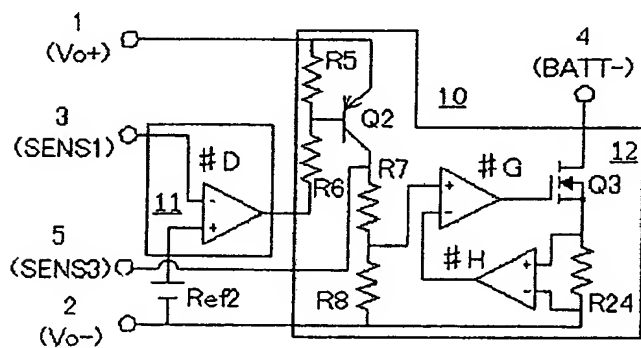 1
(Vo+)
4
(BATT-)
R5
10
Q2
3
(SENS1)
#D
12
#G
Q3
R7
R6
11
-
+
+
-
5
(SENS3)
#H
+
-
R24
Ref2
R8
2
(Vo-)